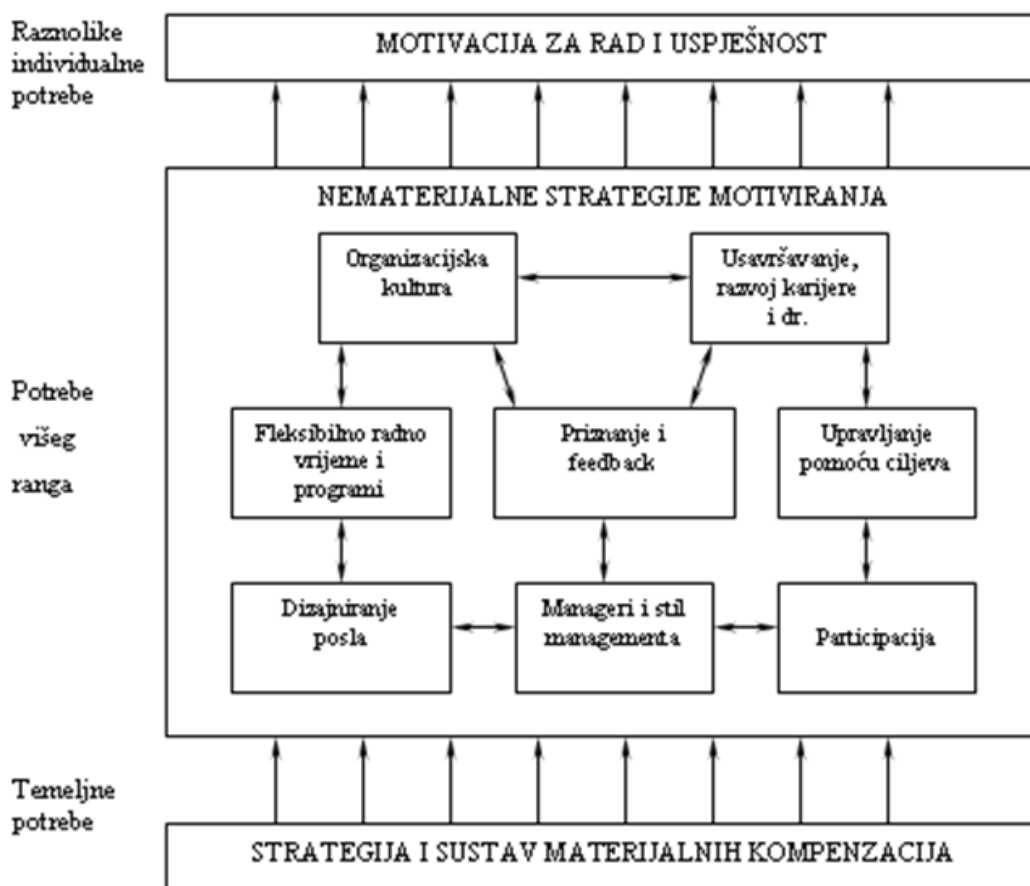 Raznolike
individualne
potrebe
MOTIVACIJA ZA RAD I USPJEŠNOST
NEMATERIJALNE STRATEGIJE MOTIVIRANJA
Organizacijska
kultura
Usavršavanje,
razvoj karijere
i dr.
Potrebe
višeg
ranga
Fleksibilno radno
vrijeme i
programi
Priznanje i
feedback
Upravljanje
pomoću ciljeva
Dizajniranje
posla
Manageri i stil
managementa
Participacija
Temeljne
potrebe
STRATEGIJA I SUSTAV MATERIJALNIH KOMPENZACIJA